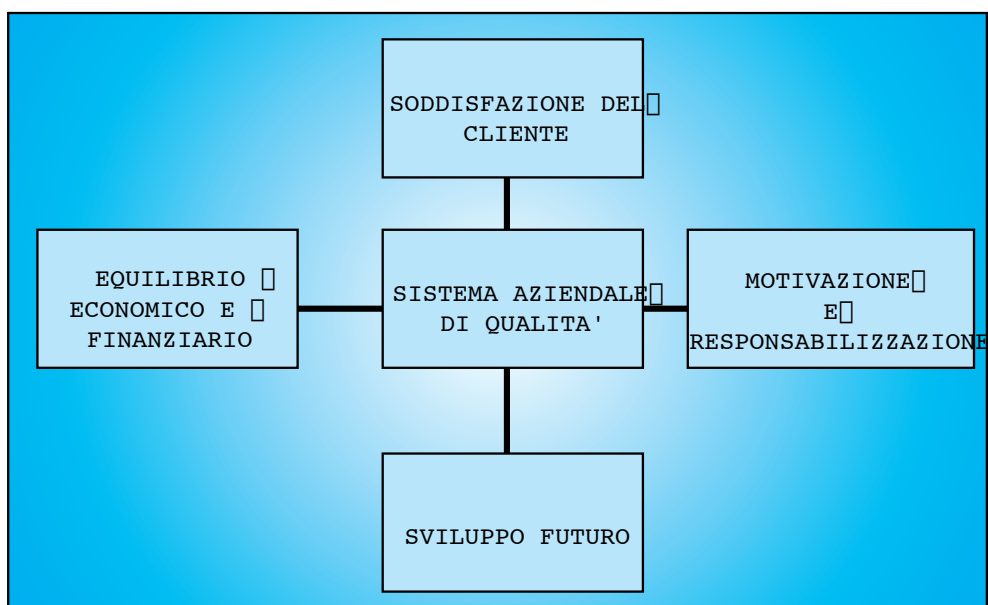 SODDISFAZIONE DEL
CLIENTE
EQUILIBRIO
ECONOMICO E
FINANZIARIO
SISTEMA AZIENDALE
DI QUALITA'
MOTIVAZIONE
E
RESPONSABILIZZAZIONE
SVILUPPO FUTURO